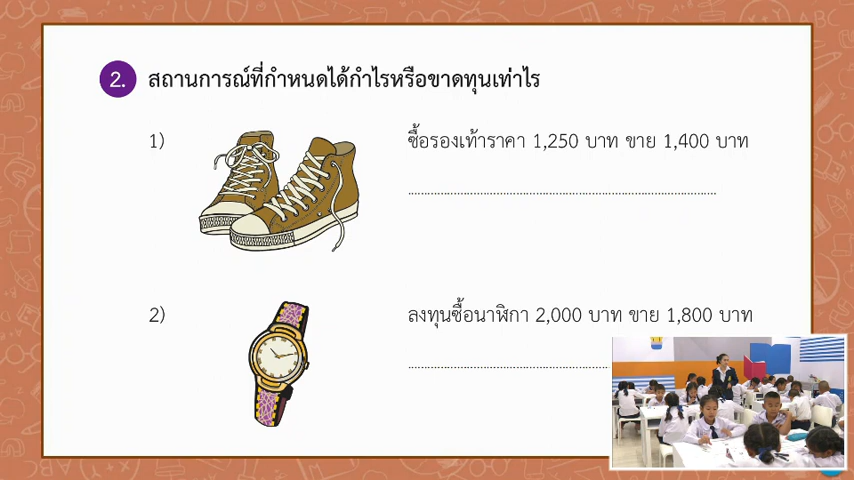 2. สถานการณ์ที่กำหนดได้กำไรหรือขาดทุนเท่าไร
1) ซื้อรองเท้าราคา 1,250 บาท ขาย 1,400 บาท
2) ลงทุนซื้อนาฬิกา 2,000 บาท ขาย 1,800 บาท